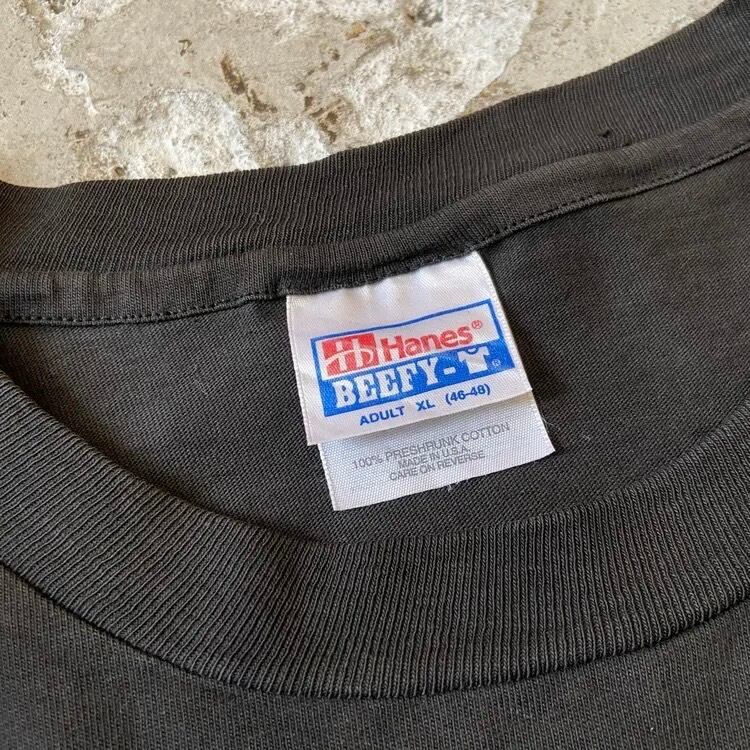 Hanes®
BEEFY-T®
ADULT XL (46-48)
100% PRESHRUNK COTTON
MADE IN U.S.A.
CARE ON REVERSE